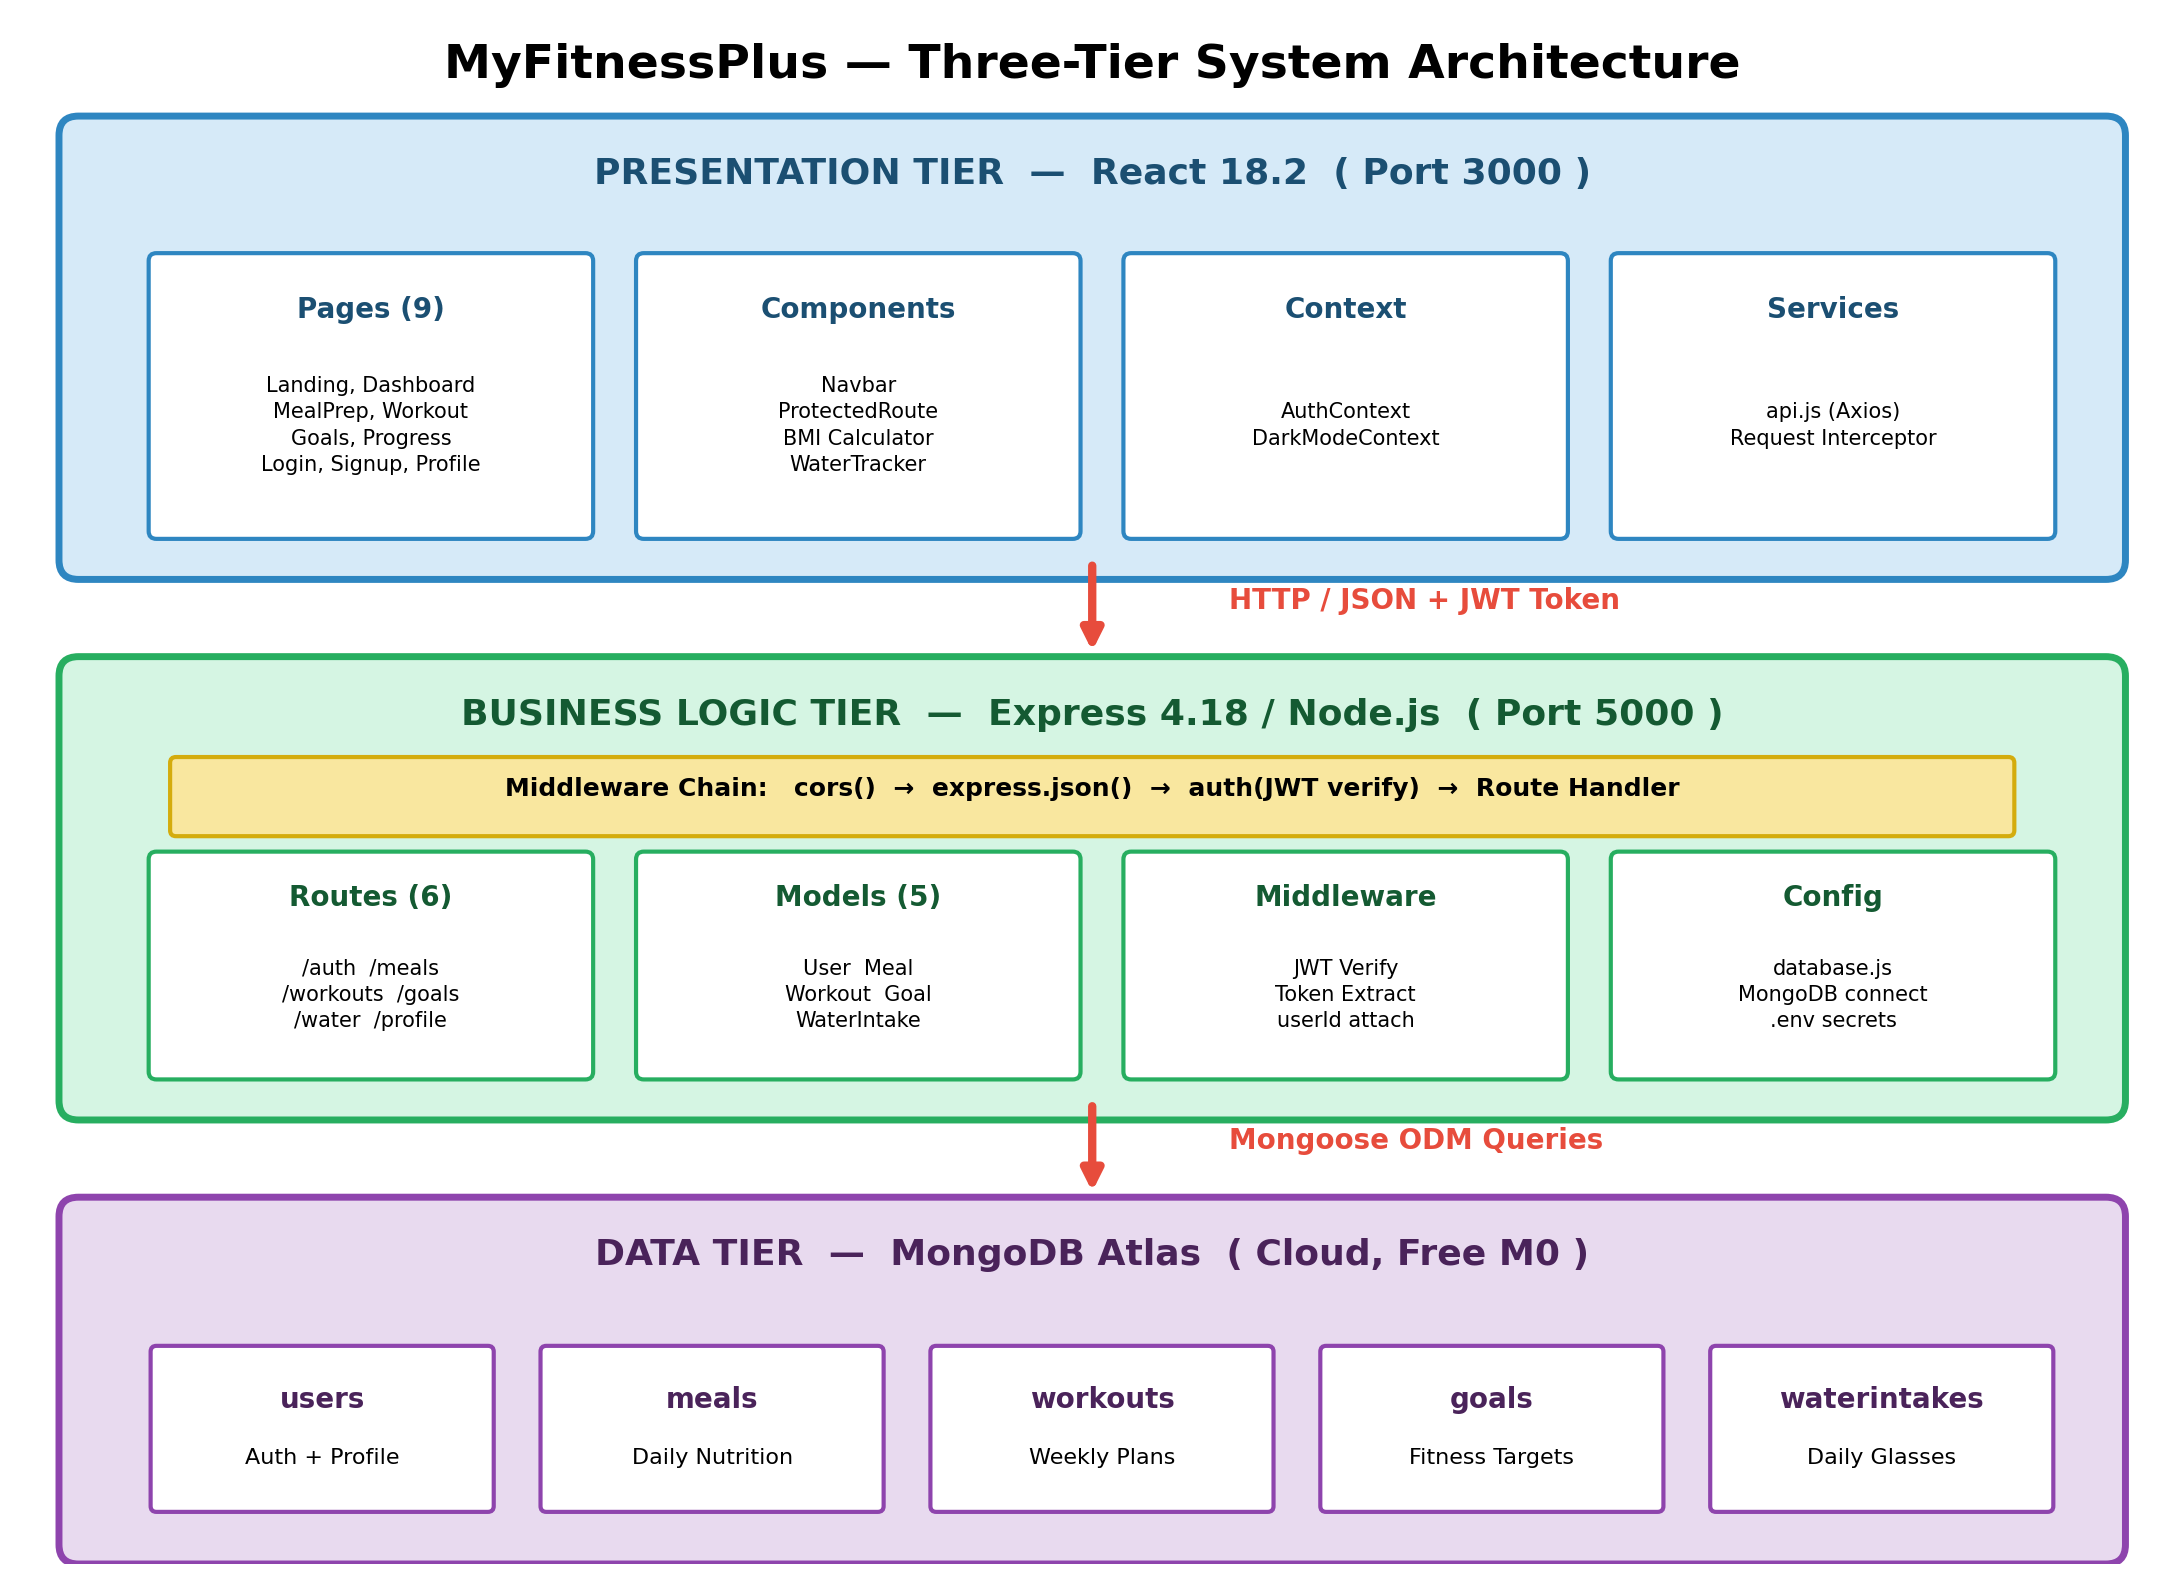 MyFitnessPlus — Three-Tier System Architecture
PRESENTATION TIER — React 18.2 ( Port 3000 )
Pages (9)
Landing, Dashboard
MealPrep, Workout
Goals, Progress
Login, Signup, Profile
Components
Navbar
ProtectedRoute
BMI Calculator
WaterTracker
Context
AuthContext
DarkModeContext
Services
api.js (Axios)
Request Interceptor
HTTP / JSON + JWT Token
BUSINESS LOGIC TIER — Express 4.18 / Node.js ( Port 5000 )
Middleware Chain: cors() → express.json() → auth(JWT verify) → Route Handler
Routes (6)
/auth /meals
/workouts /goals
/water /profile
Models (5)
User Meal
Workout Goal
WaterIntake
Middleware
JWT Verify
Token Extract
userId attach
Config
database.js
MongoDB connect
.env secrets
Mongoose ODM Queries
DATA TIER — MongoDB Atlas ( Cloud, Free M0 )
users
Auth + Profile
meals
Daily Nutrition
workouts
Weekly Plans
goals
Fitness Targets
waterintakes
Daily Glasses